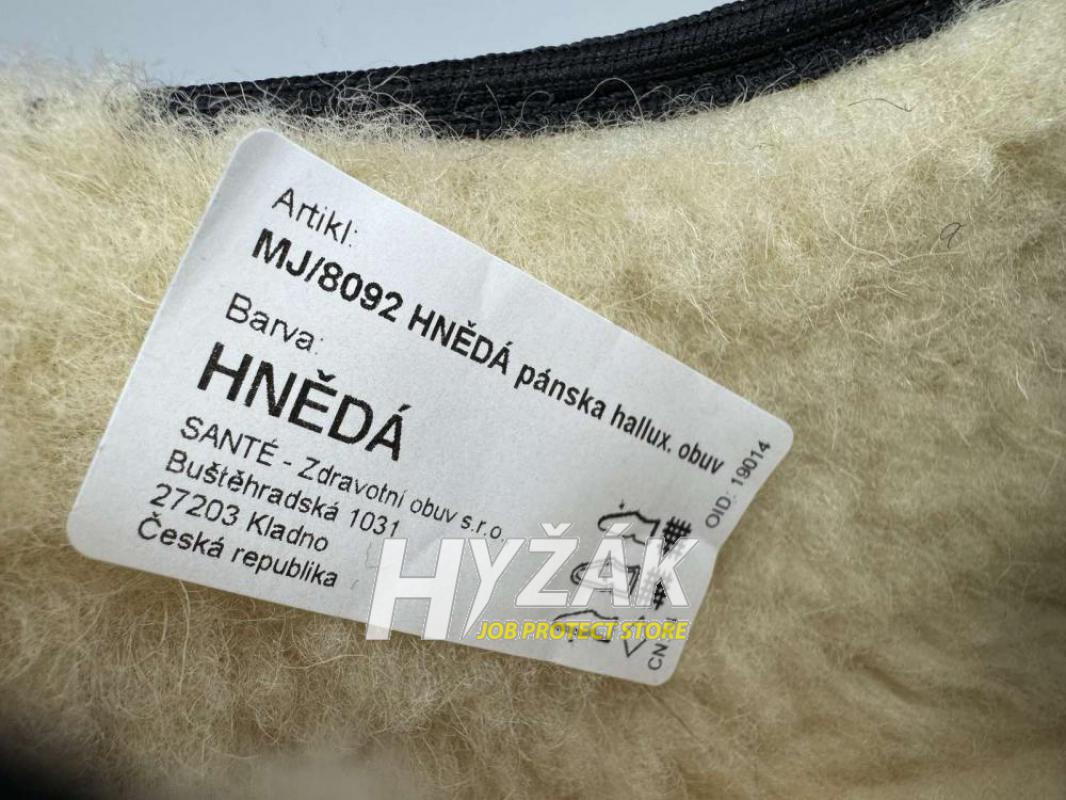 Artikl:
MJ/8092 HNĚDÁ pánska hallux. obuv
Barva:
HNĚDÁ
SANTÉ - Zdravotní obuv s.r.o.
Buštěhradská 1031
27203 Kladno
Česká republika
OID: 19014
CN
HYŽÁK
JOB PROTECT STORE